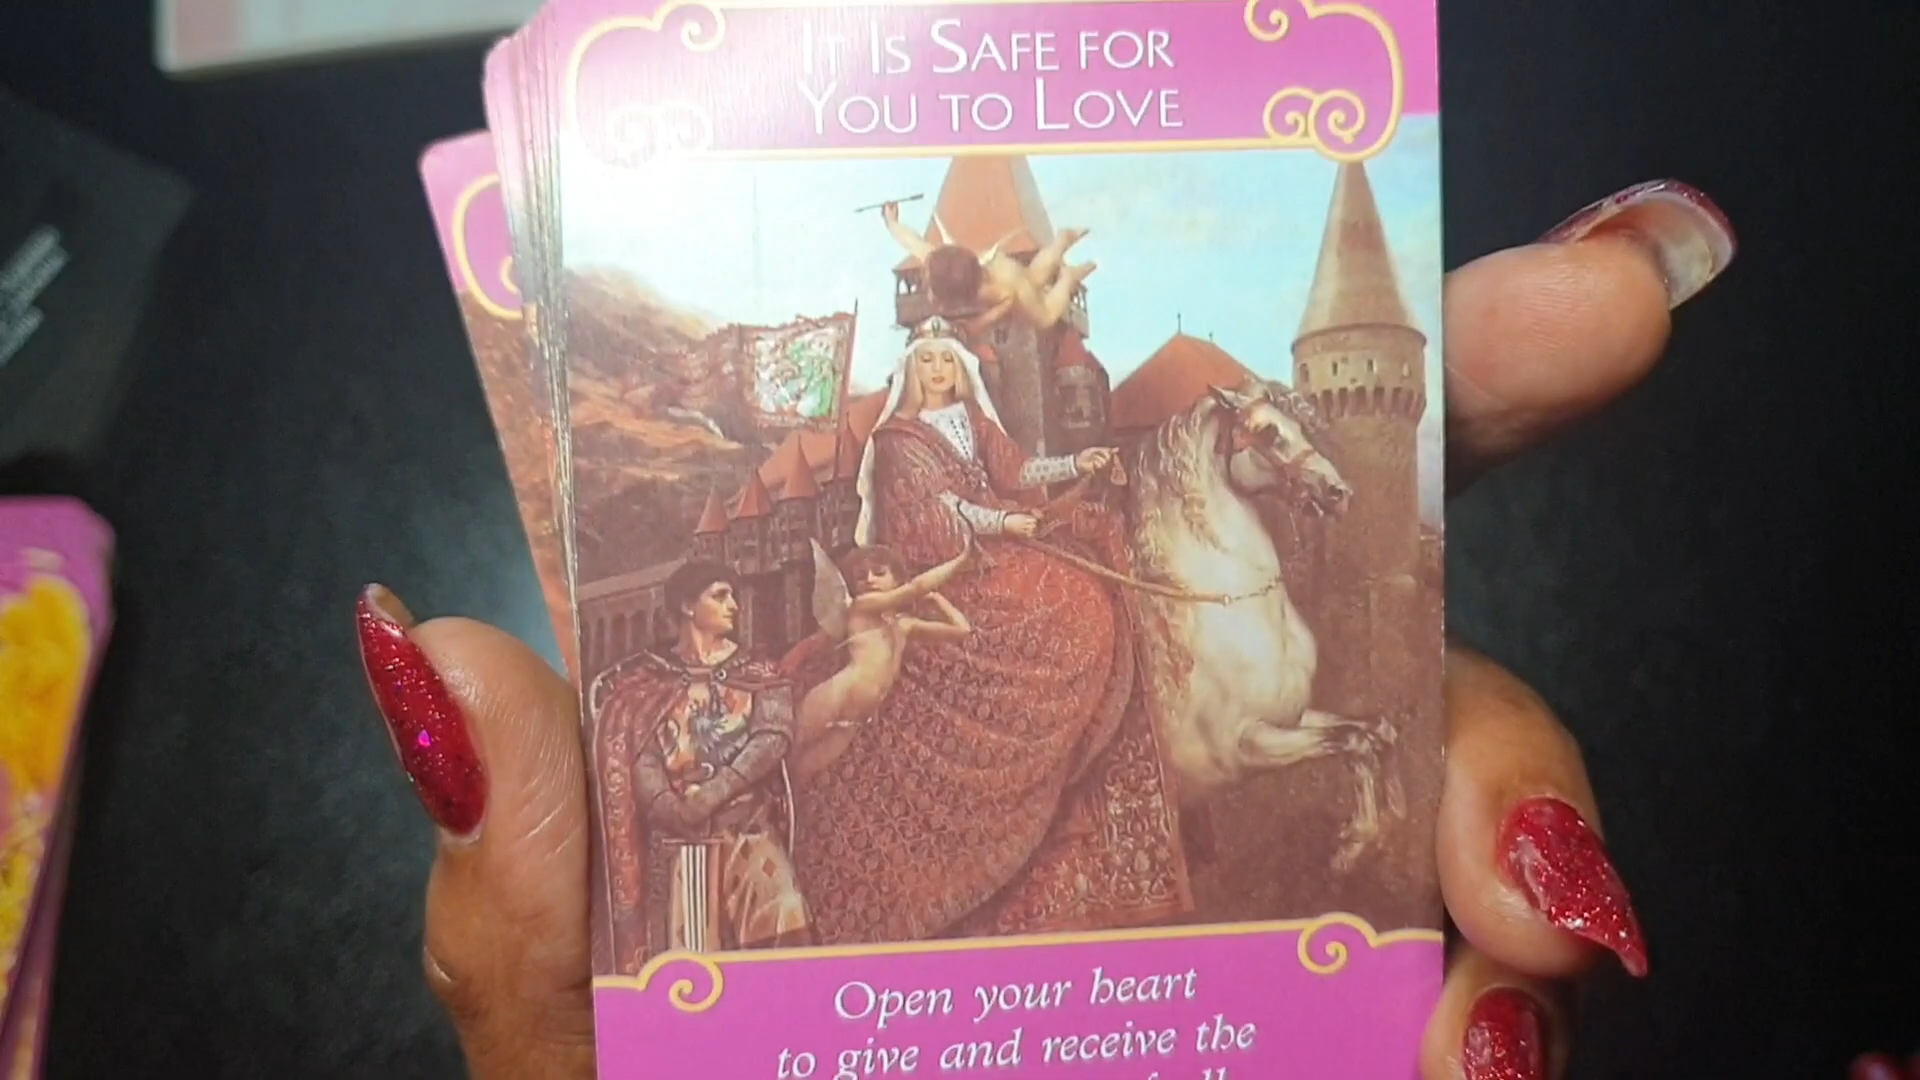 It Is Safe for
You to Love
Open your heart
to give and receive the